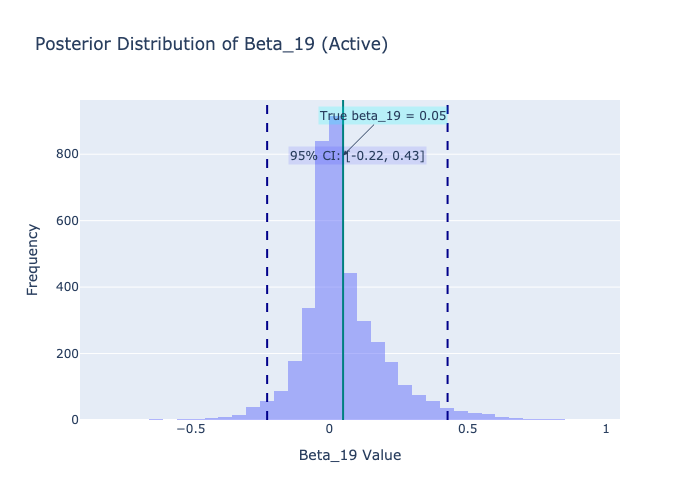 Posterior Distribution of Beta_19 (Active)
True beta_19 = 0.05
95% CI: [-0.22, 0.43]
800
600
400
200
0
Frequency
−0.5
0
0.5
1
Beta_19 Value